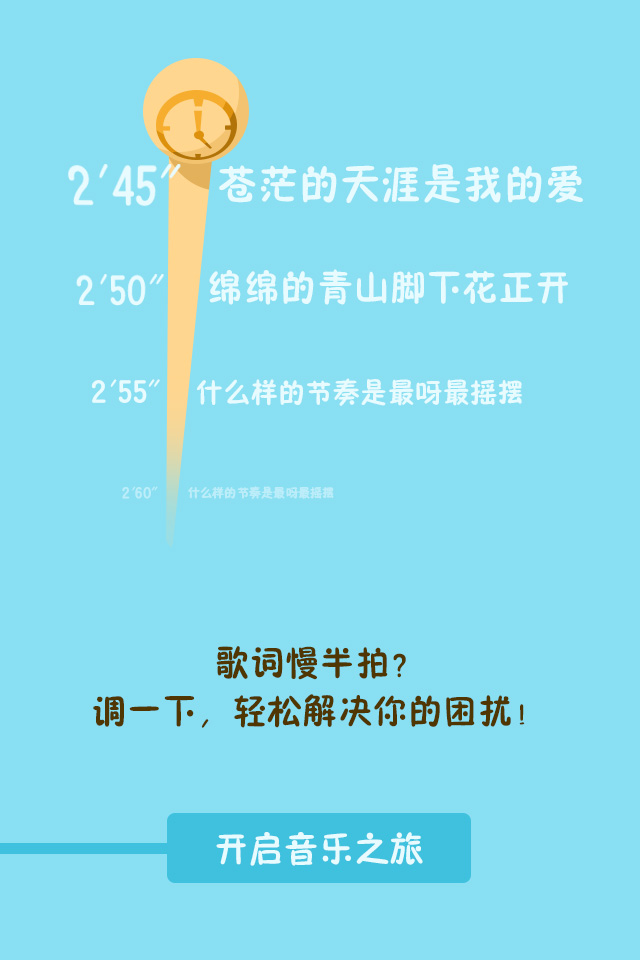 2′45″ 苍茫的天涯是我的爱
2′50″ 绵绵的青山脚下花正开
2′55″ 什么样的节奏是最呀最摇摆
2′60″ 什么样的节奏是最呀最摇摆
歌词慢半拍?
调一下，轻松解决你的困扰!
开启音乐之旅